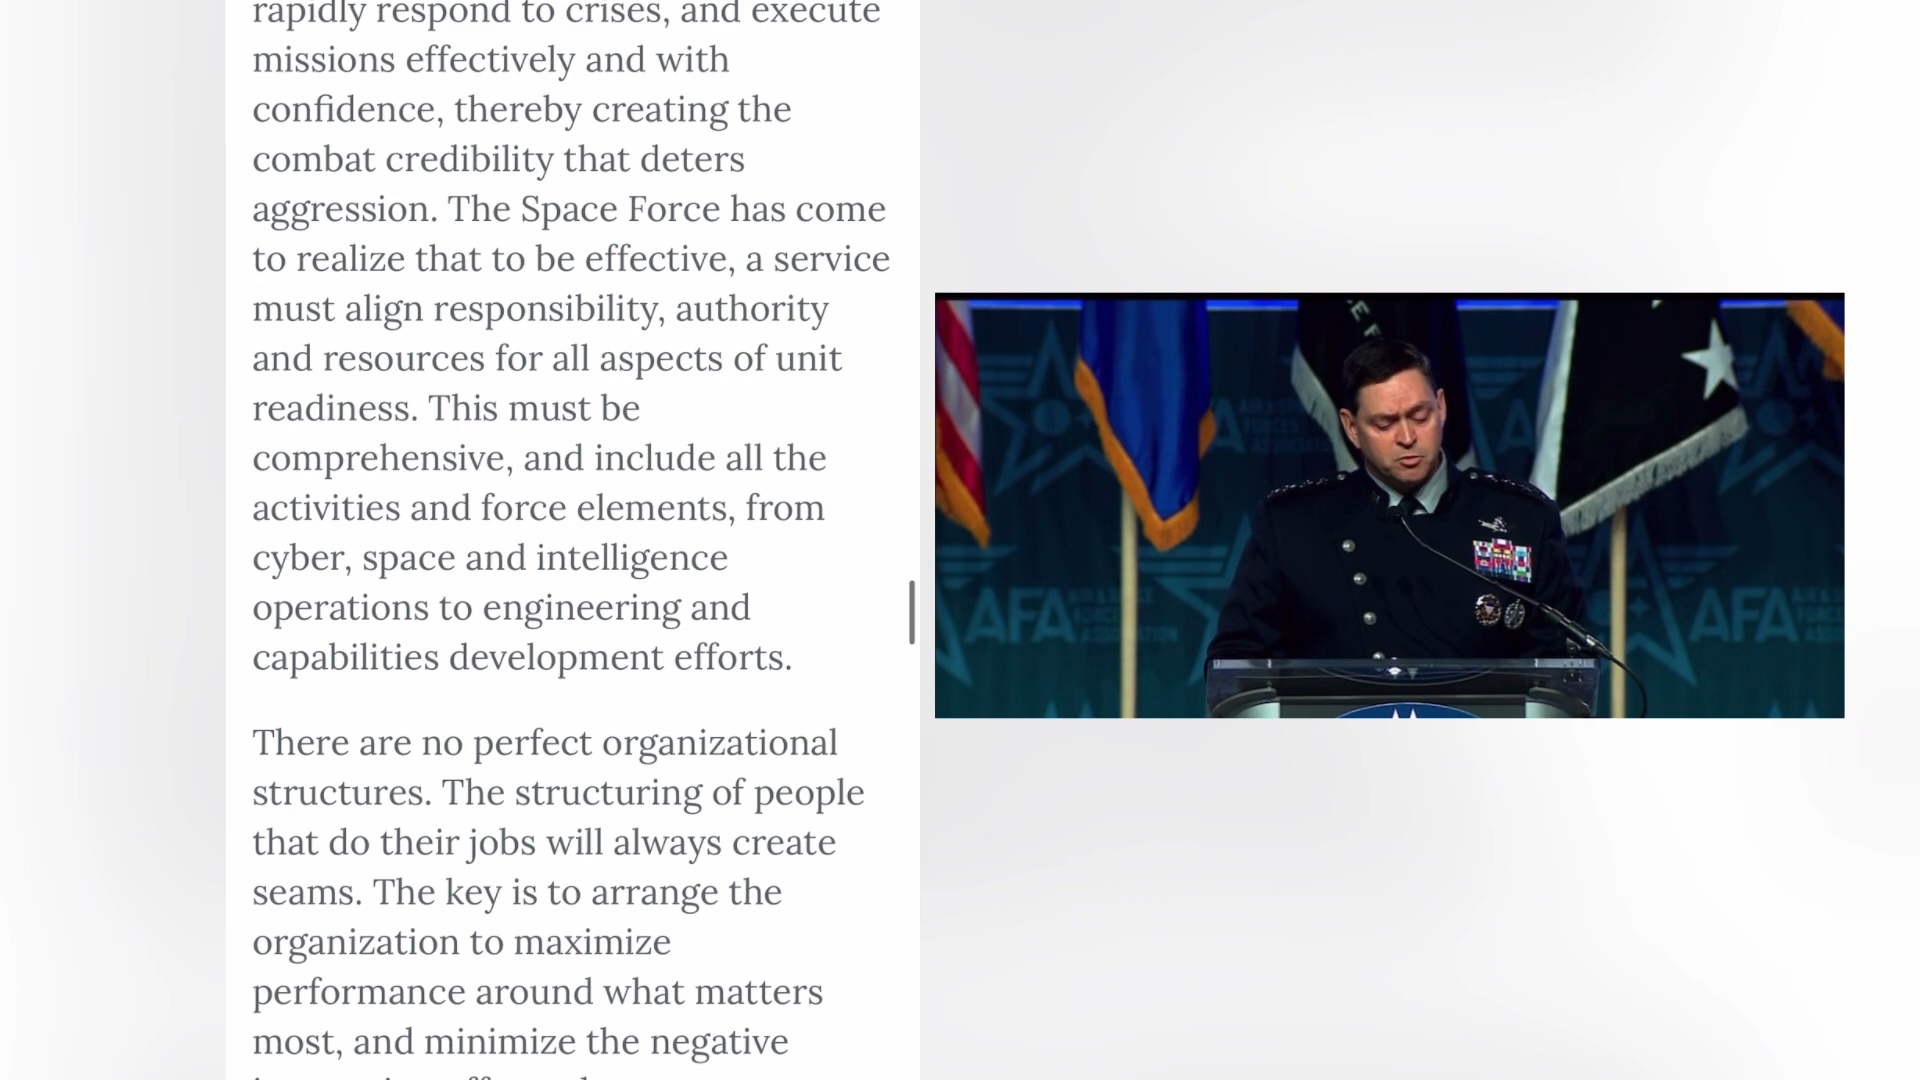 rapidly respond to crises, and execute
missions effectively and with
confidence, thereby creating the
combat credibility that deters
aggression. The Space Force has come
to realize that to be effective, a service
must align responsibility, authority
and resources for all aspects of unit
readiness. This must be
comprehensive, and include all the
activities and force elements, from
cyber, space and intelligence
operations to engineering and
capabilities development efforts.
There are no perfect organizational
structures. The structuring of people
that do their jobs will always create
seams. The key is to arrange the
organization to maximize
performance around what matters
most, and minimize the negative
AFA
AFA